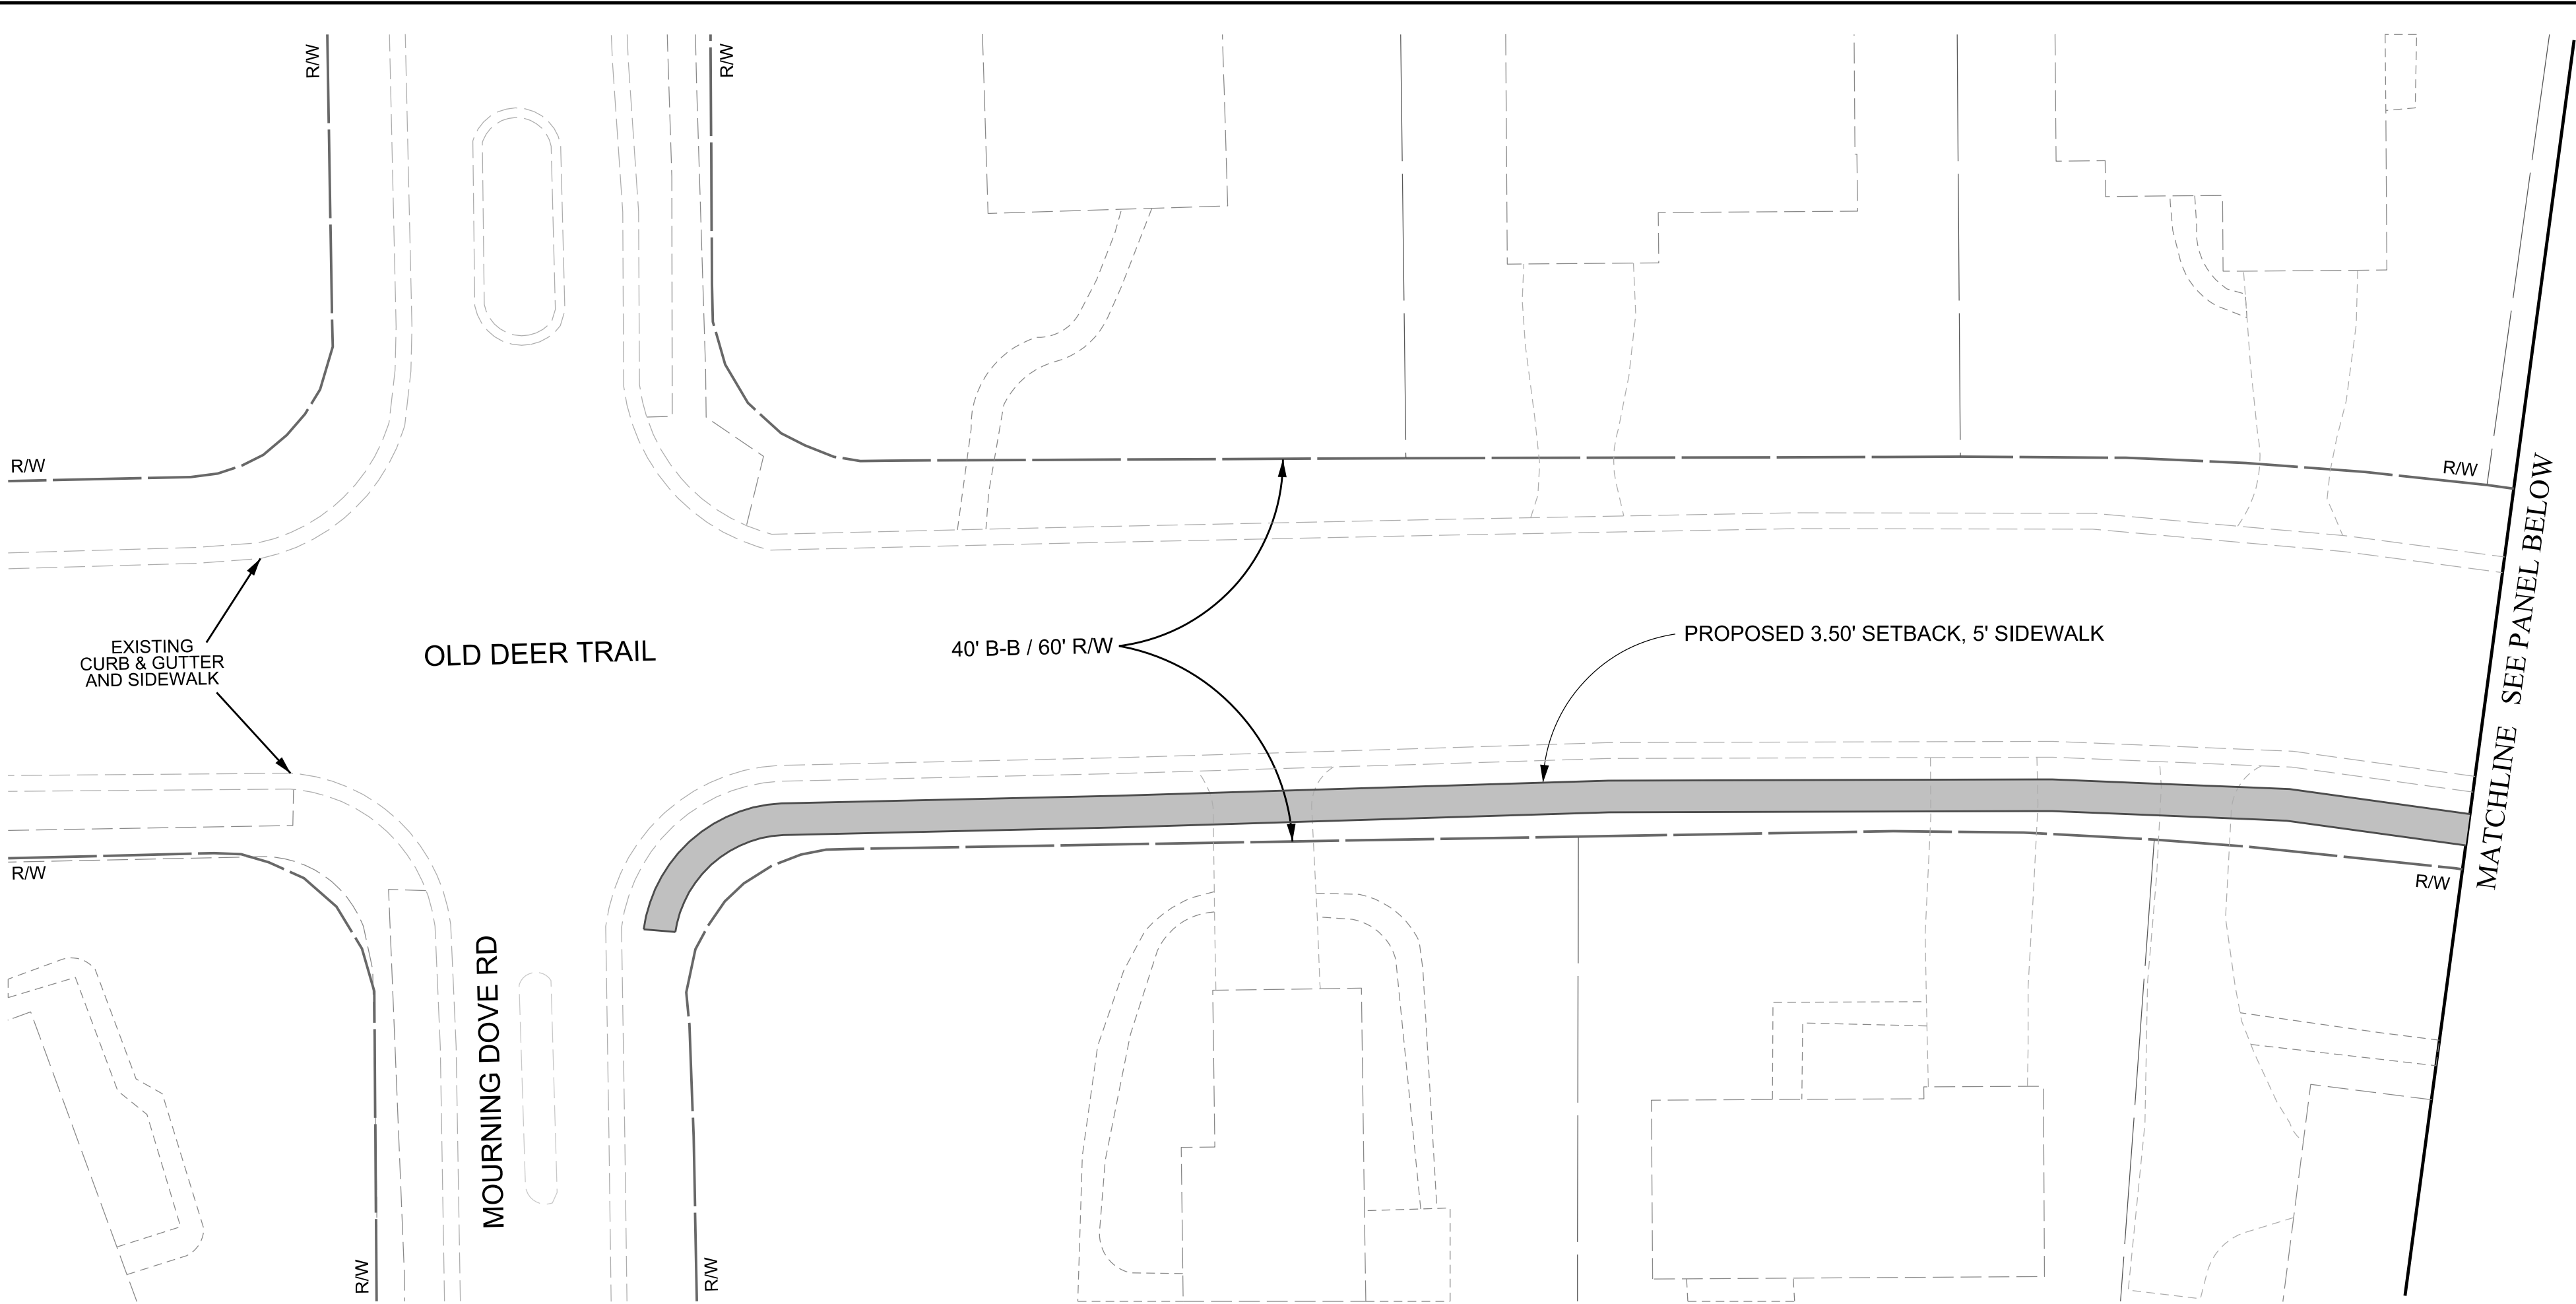 R/W
R/W
R/W
R/W
EXISTING
CURB & GUTTER
AND SIDEWALK
OLD DEER TRAIL
40' B-B / 60' R/W
PROPOSED 3.50' SETBACK, 5' SIDEWALK
MATCHLINE SEE PANEL BELOW
R/W
R/W
MOURNING DOVE RD
R/W
R/W